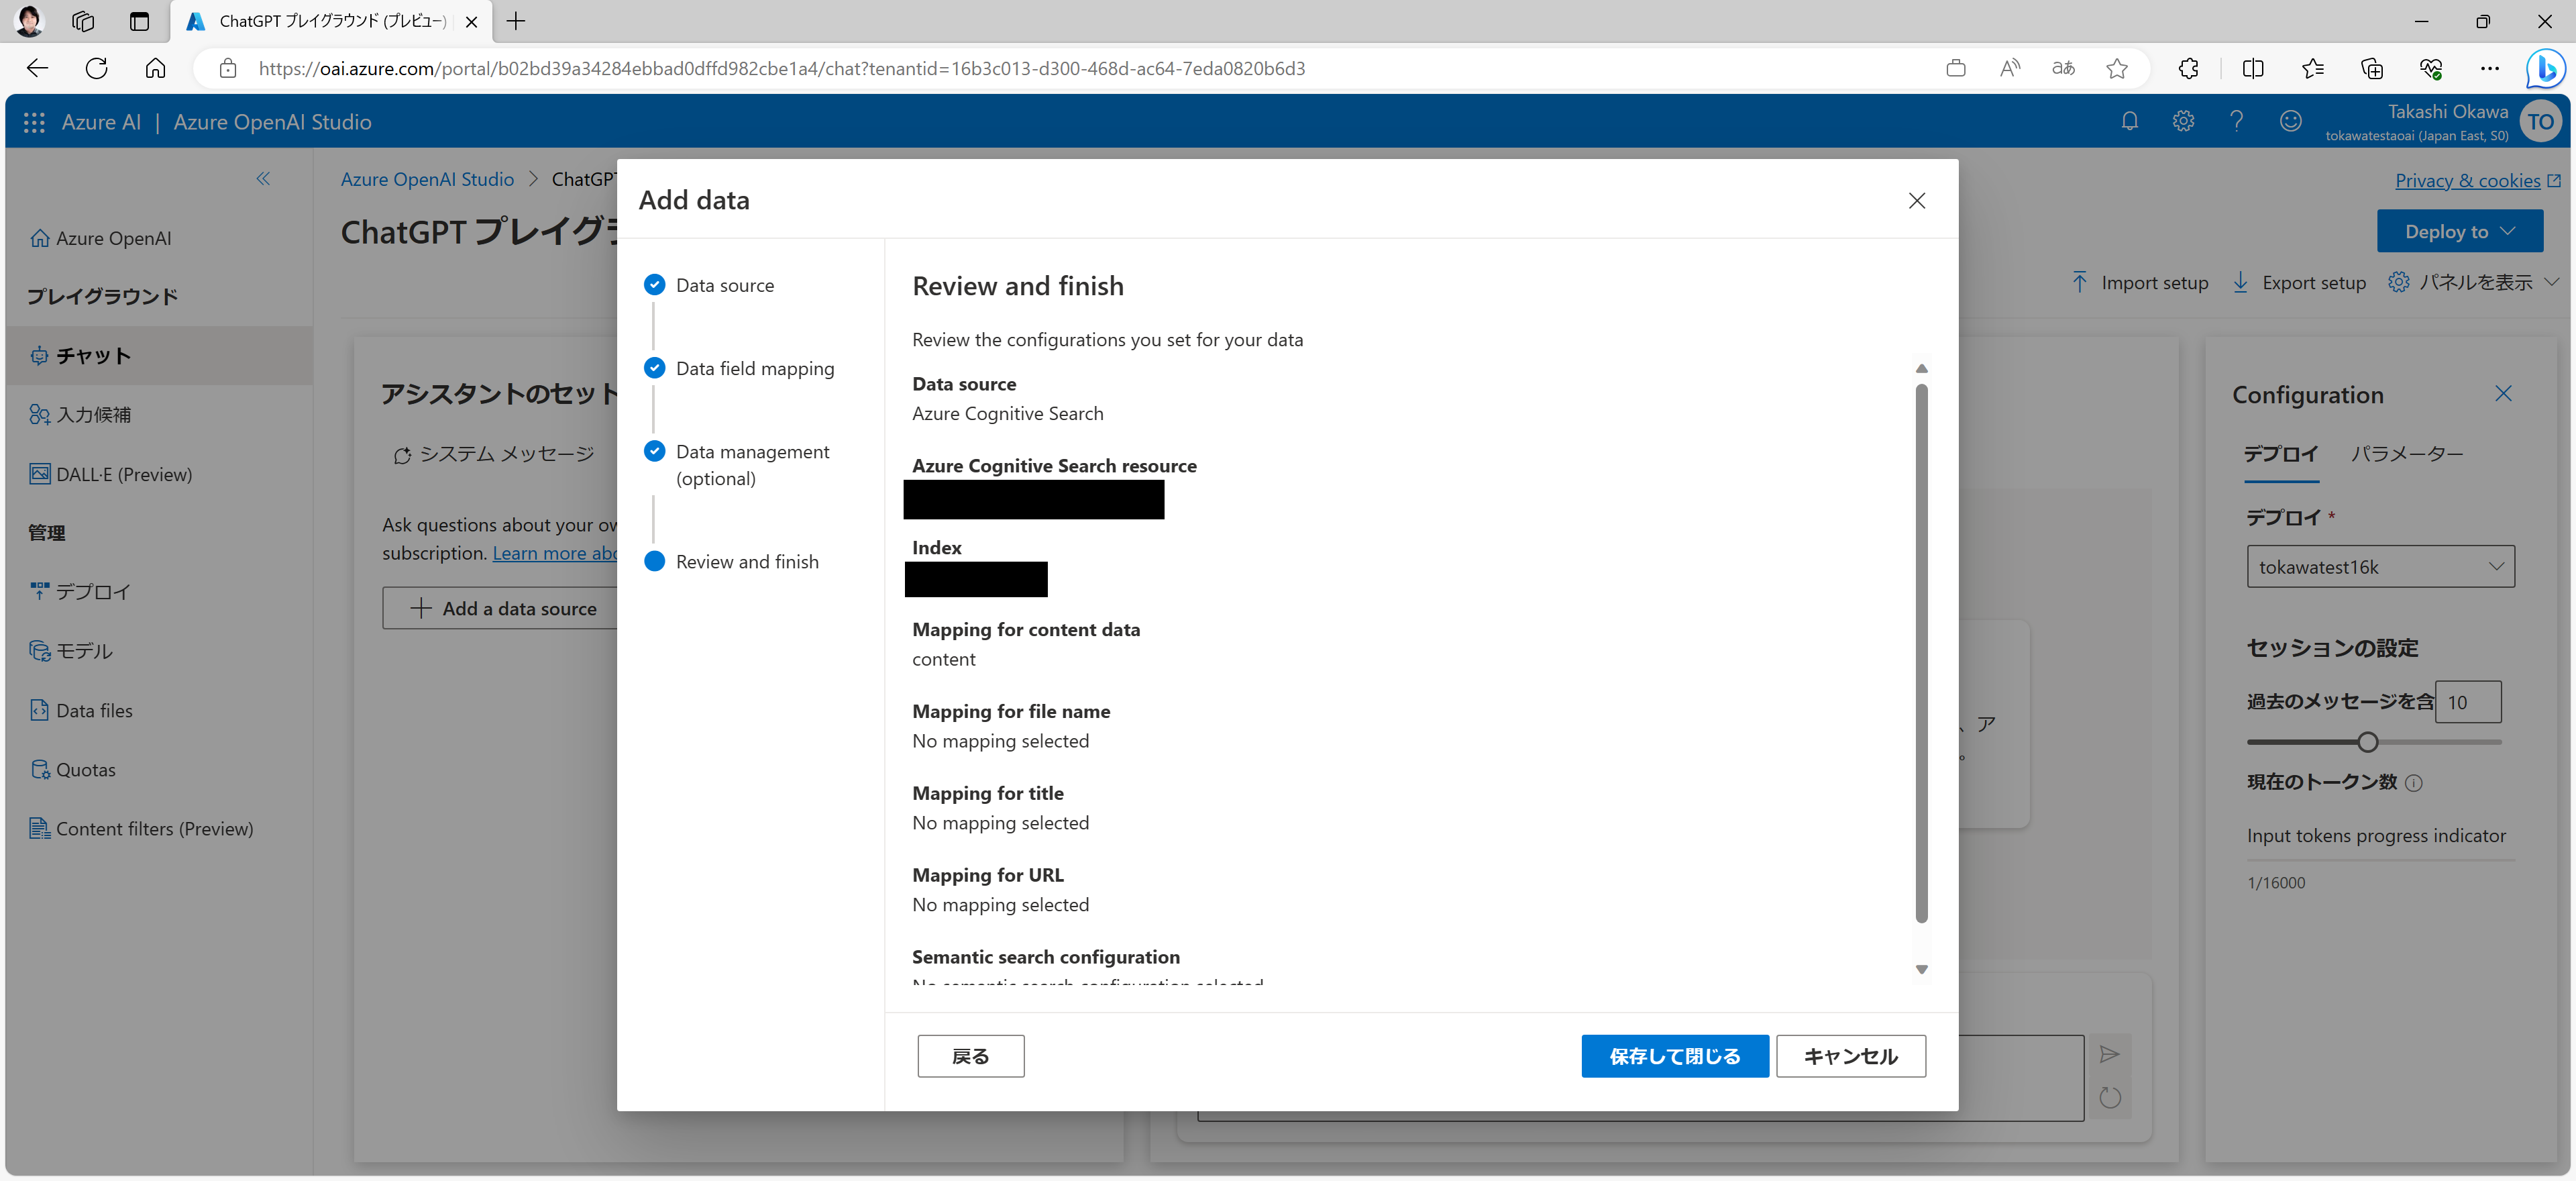 ChatGPT プレイグラウンド (プレビュー)
https://oai.azure.com/portal/b02bd39a34284ebbad0dffd982cbe1a4/chat?tenantid=16b3c013-d300-468d-ac64-7eda0820b6d3
aあ
Azure AI | Azure OpenAI Studio
Takashi Okawa
tokawatestaoai (Japan East, S0)
TO
Azure OpenAI
プレイグラウンド
チャット
入力候補
DALL·E (Preview)
管理
デプロイ
モデル
Data files
Quotas
Content filters (Preview)
Azure OpenAI Studio > ChatGPT
Privacy & cookies
ChatGPT プレイグラ
Deploy to
Import setup
Export setup
パネルを表示
アシスタントのセット
システム メッセージ
Ask questions about your
subscription. Learn more
Add a data source
Add data
Data source
Data field mapping
Data management
(optional)
Review and finish
Review and finish
Review the configurations you set for your data
Data source
Azure Cognitive Search
Azure Cognitive Search resource
Index
Mapping for content data
content
Mapping for file name
No mapping selected
Mapping for title
No mapping selected
Mapping for URL
No mapping selected
Semantic search configuration
No semantic search configuration selected
戻る
保存して閉じる
キャンセル
、ア
。
Configuration
デプロイ
パラメーター
デプロイ *
tokawatest16k
セッションの設定
過去のメッセージを含
10
現在のトークン数
Input tokens progress indicator
1/16000